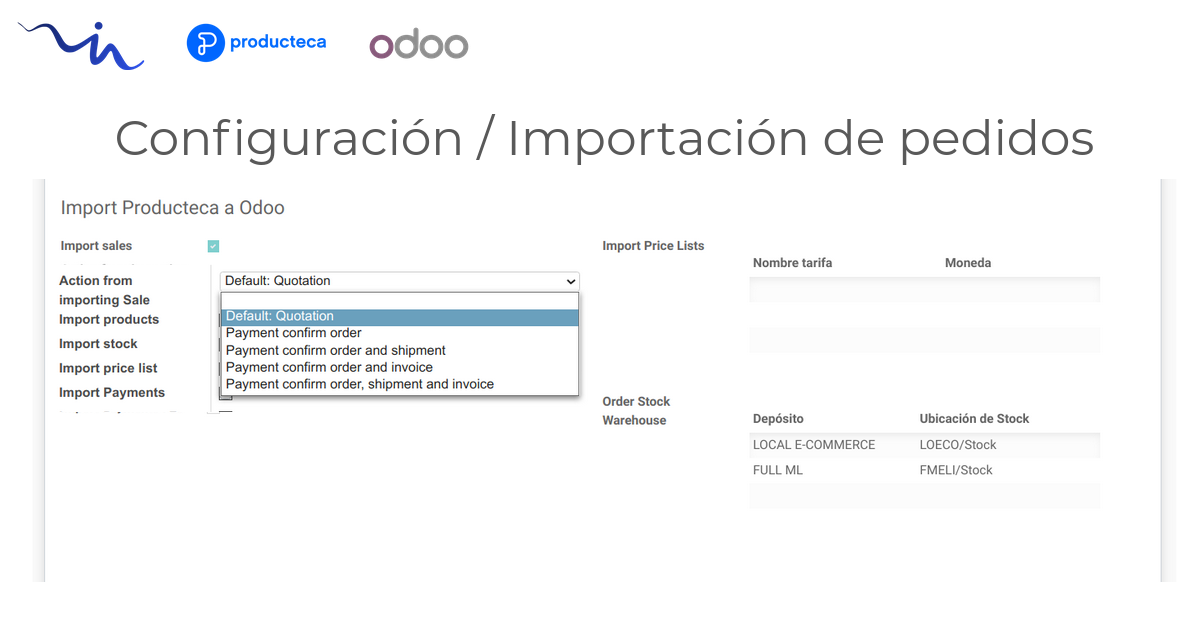 producteca
odoo
Configuración / Importación de pedidos
Import Producteca a Odoo
Import sales
Action from
importing Sale
Import products
Import stock
Import price list
Import Payments
Default: Quotation
Default: Quotation
Payment confirm order
Payment confirm order and shipment
Payment confirm order and invoice
Payment confirm order, shipment and invoice
Import Price Lists
Nombre tarifa Moneda
Order Stock
Warehouse
Depósito Ubicación de Stock
LOCAL E-COMMERCE LOECO/Stock
FULL ML FMELI/Stock